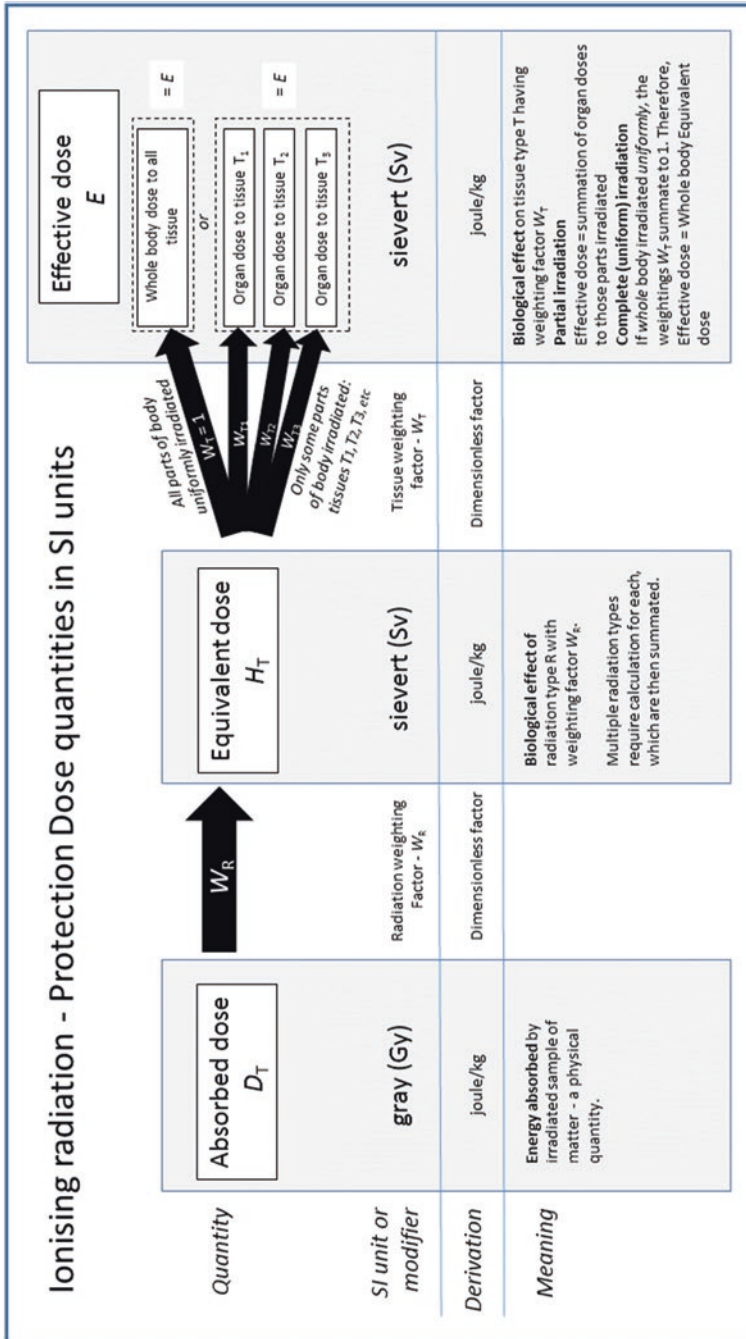 Ionising radiation - Protection Dose quantities in SI units
Quantity
Absorbed dose
D_T
W_R
Equivalent dose
H_T
All parts of body
uniformly irradiated
W_T = 1
W_T1
W_T2
W_T3
Only some parts
of body irradiated:
tissues T1, T2, T3, etc
Effective dose
E
Whole body dose to all
tissue
= E
or
Organ dose to tissue T_1
Organ dose to tissue T_2
Organ dose to tissue T_3
= E
SI unit or
modifier
gray (Gy)
Radiation weighting
Factor - W_R
sievert (Sv)
Tissue weighting
factor - W_T
sievert (Sv)
Derivation
joule/kg
Dimensionless factor
joule/kg
Dimensionless factor
joule/kg
Meaning
Energy absorbed by
irradiated sample of
matter - a physical
quantity.
Biological effect of
radiation type R with
weighting factor W_R.
Multiple radiation types
require calculation for each,
which are then summated.
Biological effect on tissue type T having
weighting factor W_T
Partial irradiation
Effective dose = summation of organ doses
to those parts irradiated
Complete (uniform) irradiation
If whole body irradiated uniformly, the
weightings W_T summate to 1. Therefore,
Effective dose = Whole body Equivalent
dose